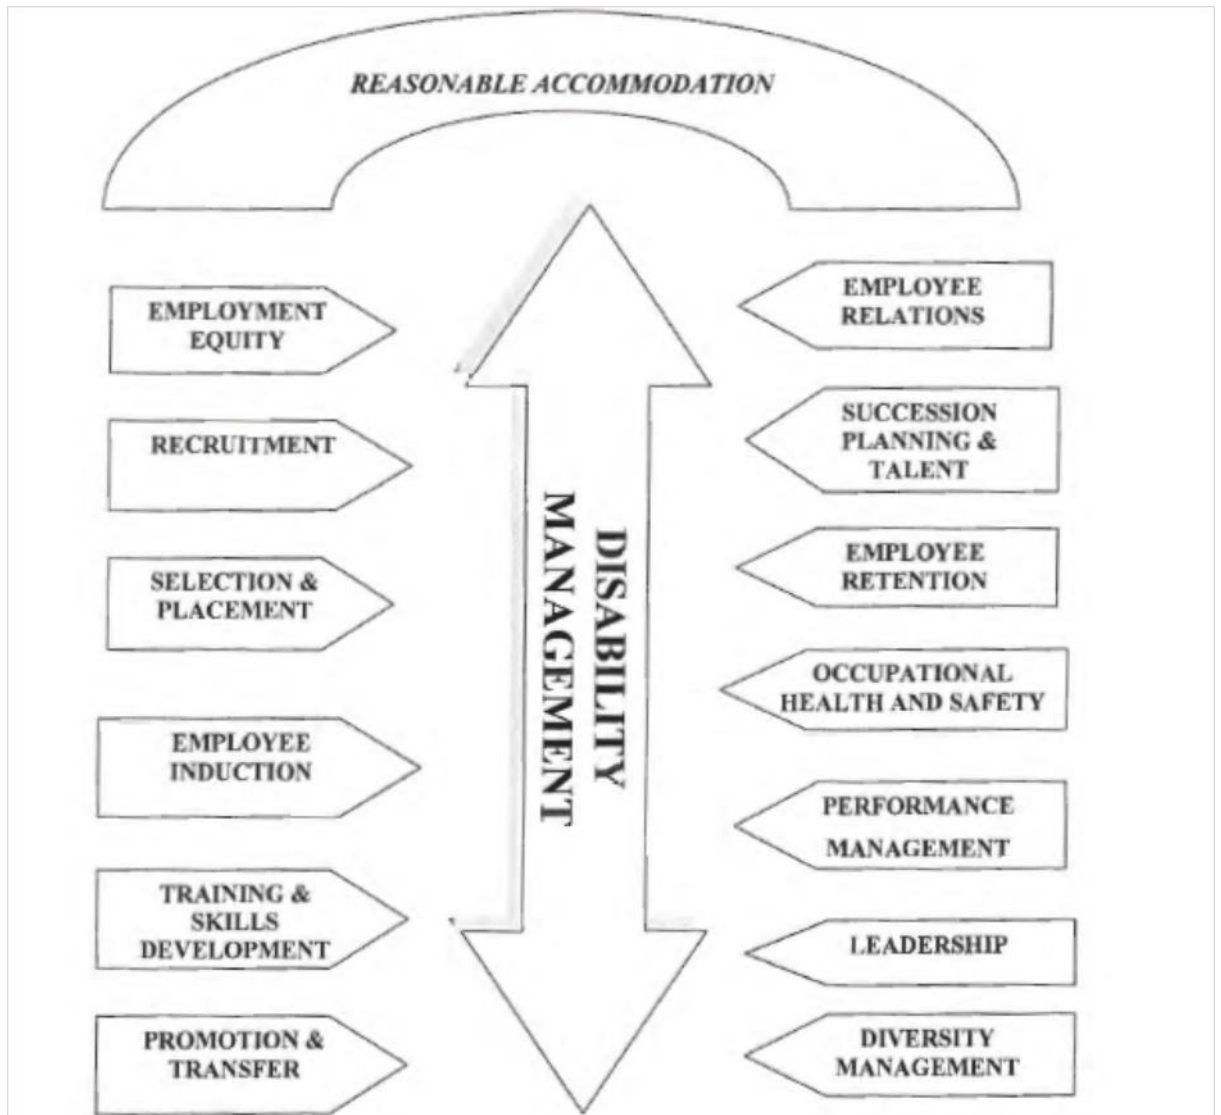 REASONABLE ACCOMMODATION
EMPLOYMENT
EQUITY
RECRUITMENT
SELECTION &
PLACEMENT
EMPLOYEE
INDUCTION
TRAINING &
SKILLS
DEVELOPMENT
PROMOTION &
TRANSFER
DISABILITY
MANAGEMENT
EMPLOYEE
RELATIONS
SUCCESSION
PLANNING &
TALENT
EMPLOYEE
RETENTION
OCCUPATIONAL
HEALTH AND SAFETY
PERFORMANCE
MANAGEMENT
LEADERSHIP
DIVERSITY
MANAGEMENT